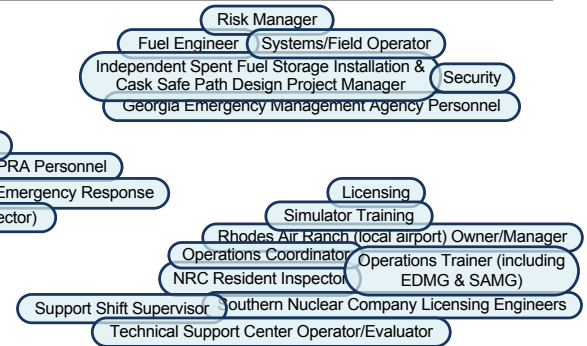 Risk Manager
Fuel Engineer
Systems/Field Operator
Independent Spent Fuel Storage Installation &
Cask Safe Path Design Project Manager
Security
Georgia Emergency Management Agency Personnel
PRA Personnel
Emergency Response
ector)
Licensing
Simulator Training
Rhodes Air Ranch (local airport) Owner/Manager
Operations Coordinator
Operations Trainer (including
EDMG & SAMG)
NRC Resident Inspector
Support Shift Supervisor
Southern Nuclear Company Licensing Engineers
Technical Support Center Operator/Evaluator